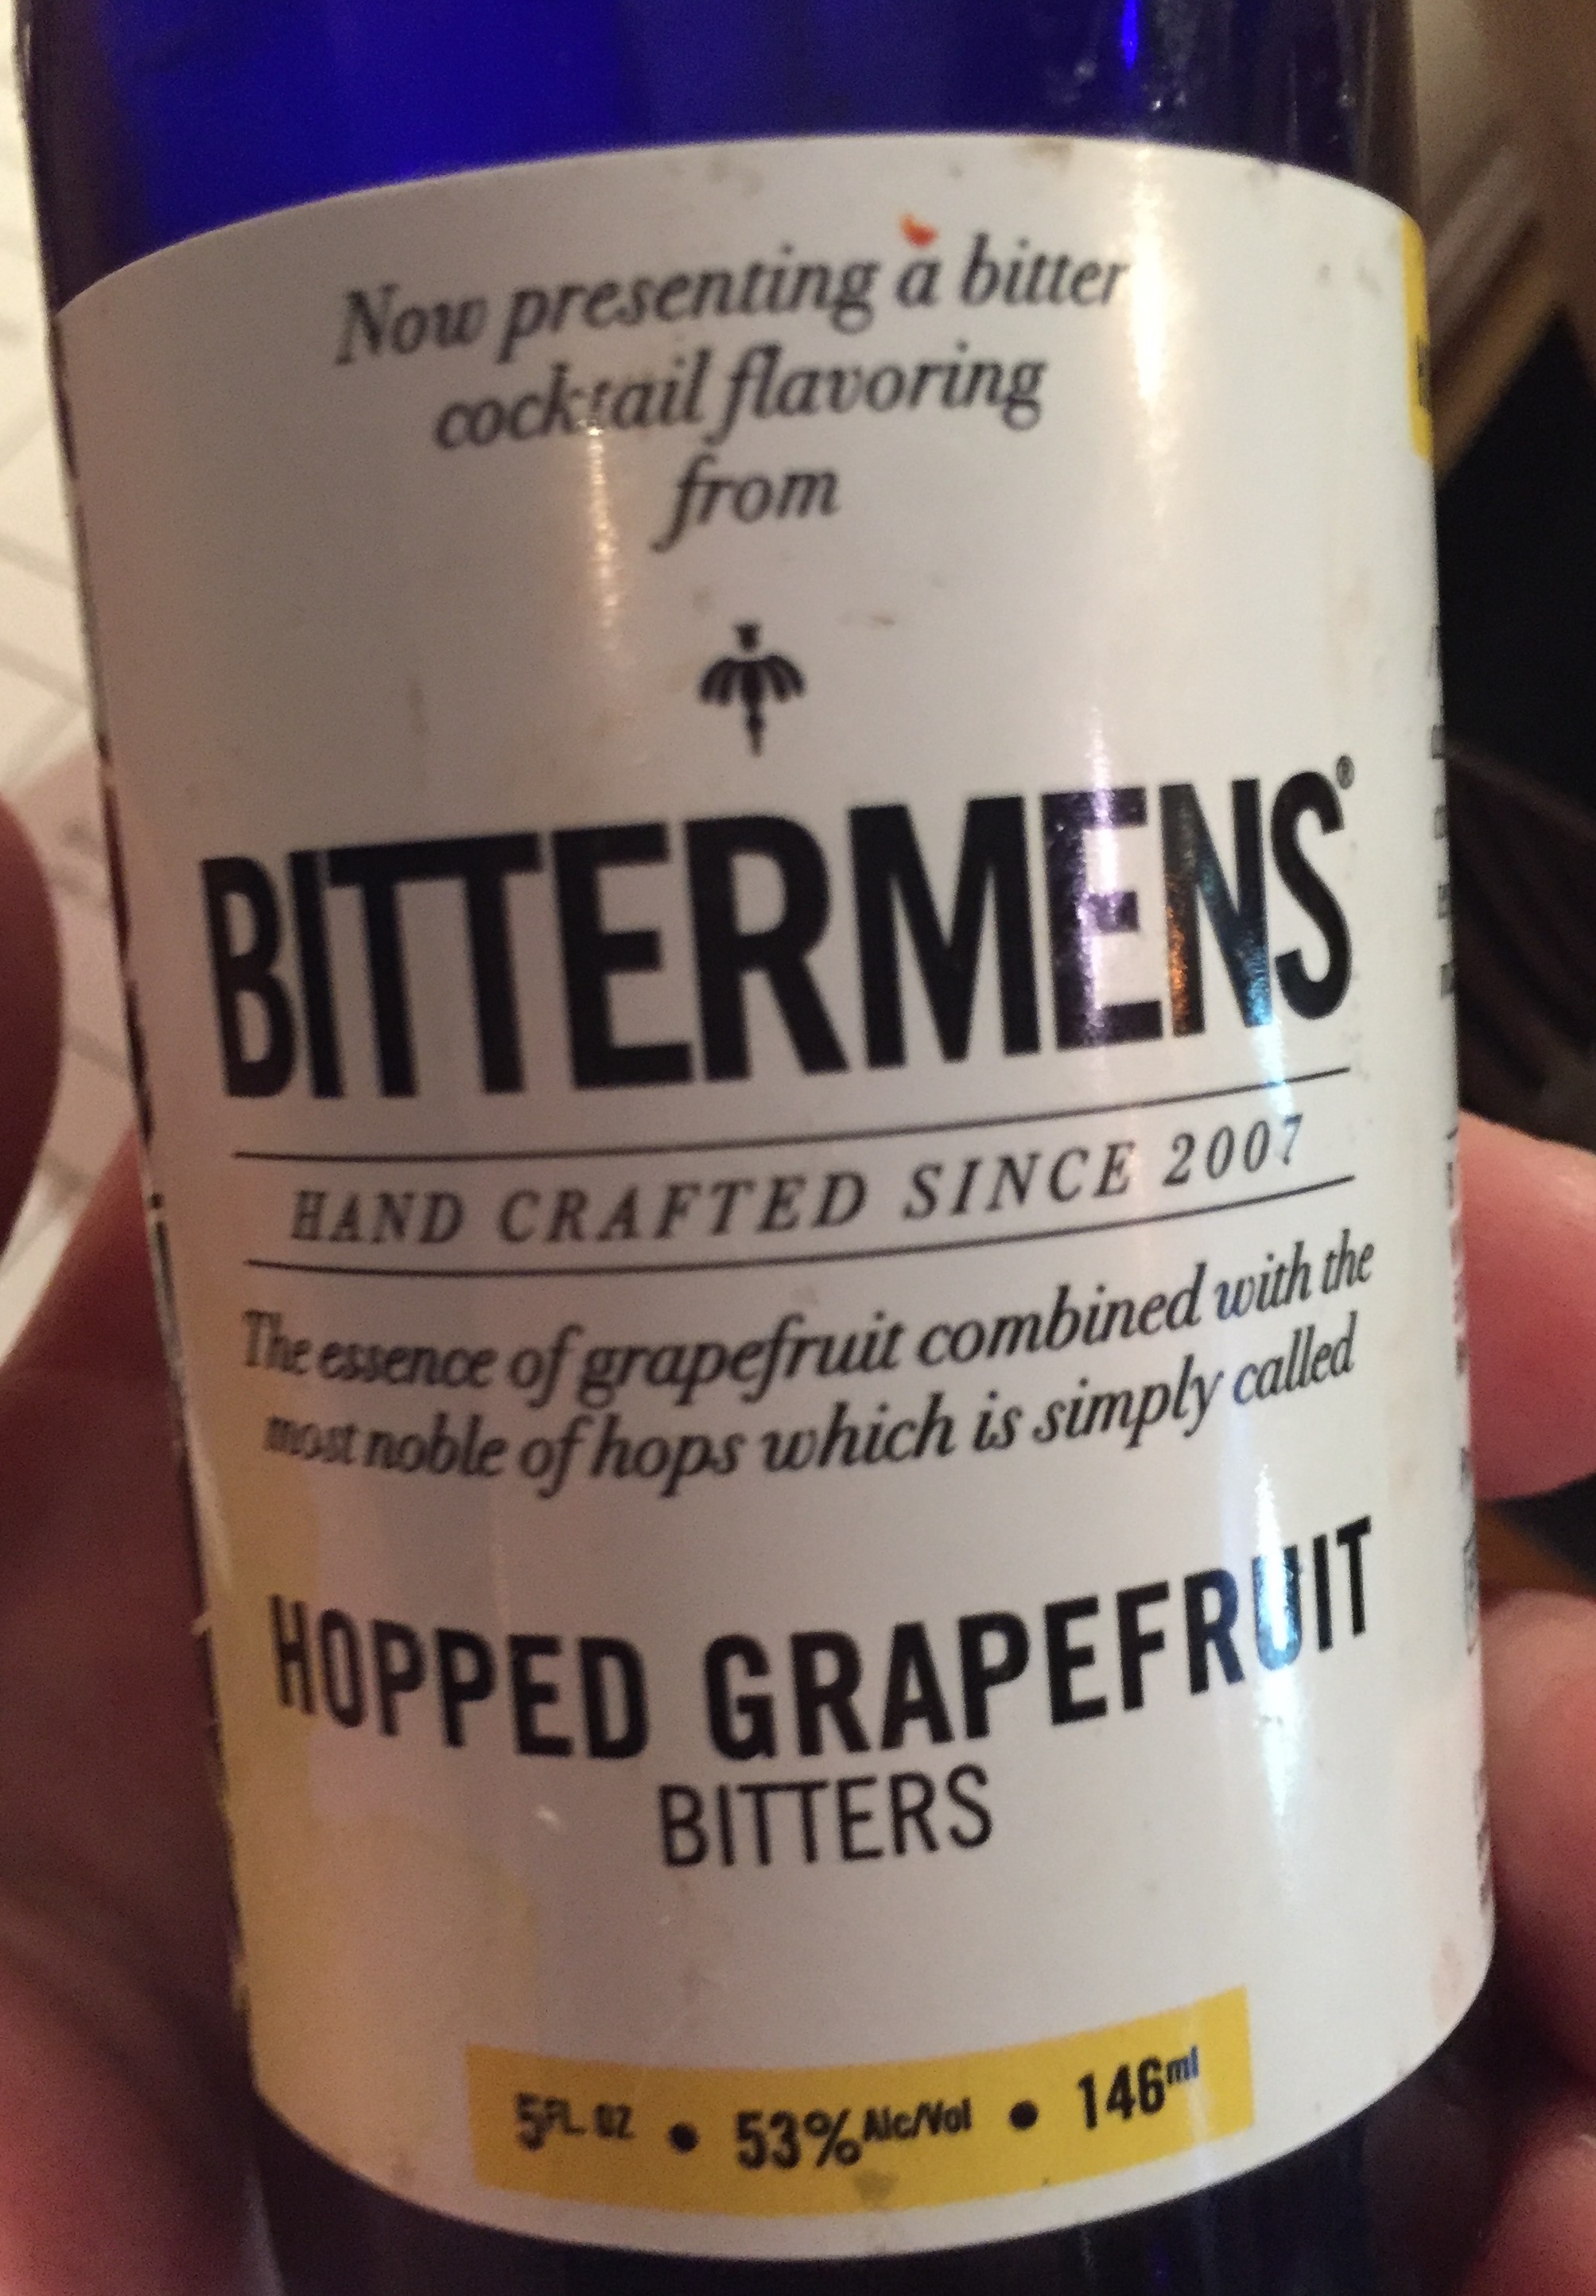 Now presenting a bitter
cocktail flavoring
from
BITTERMENS®
HAND CRAFTED SINCE 2007
The essence of grapefruit combined with the
most noble of hops which is simply called
HOPPED GRAPEFRUIT
BITTERS
5FL. OZ • 53% Alc/Vol • 146ml